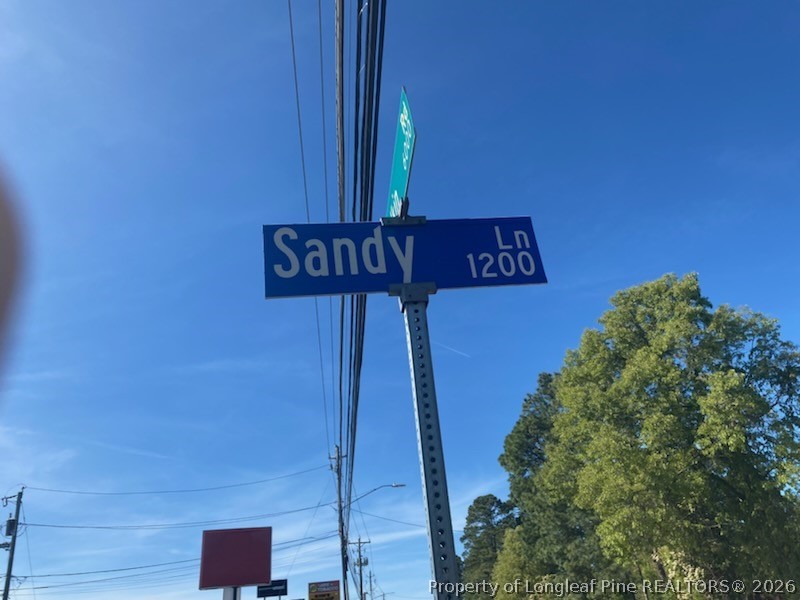 Sandy Ln
1200
Property of Longleaf Pine REALTORS® 2026